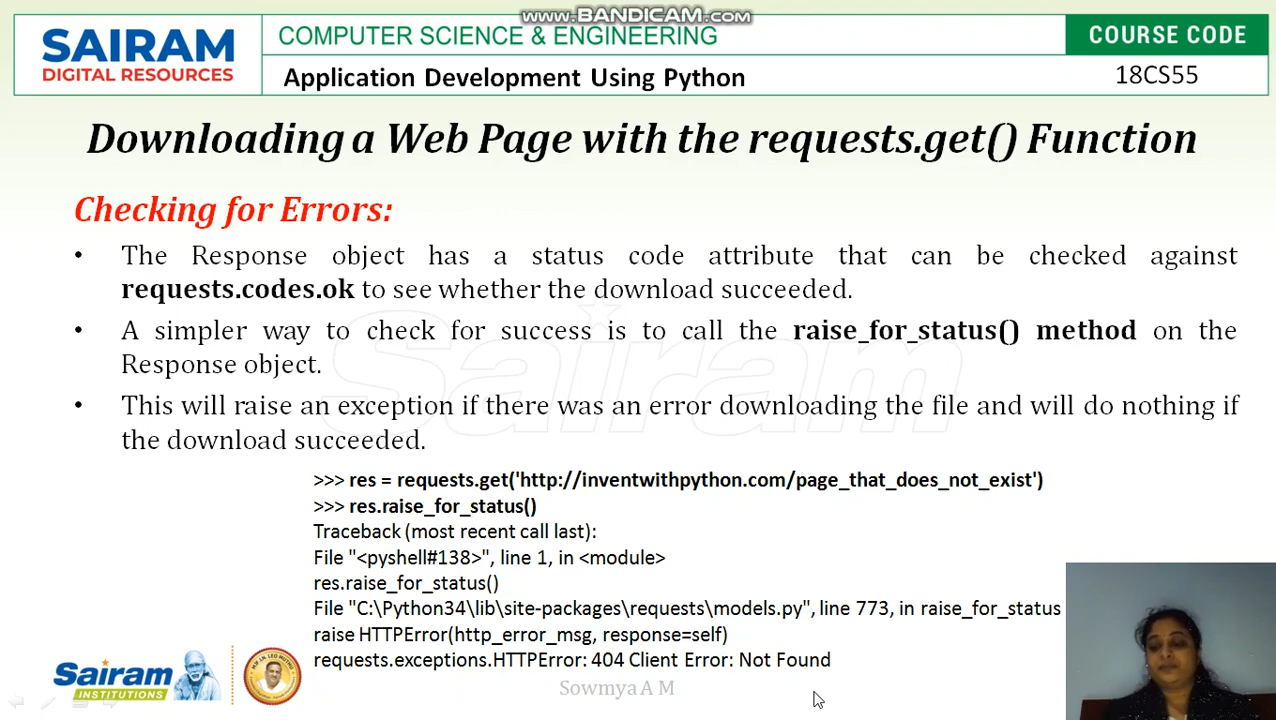 www.BANDICAM.com
SAIRAM
DIGITAL RESOURCES
COMPUTER SCIENCE & ENGINEERING
COURSE CODE
Application Development Using Python
18CS55
Downloading a Web Page with the requests.get() Function
Checking for Errors:
• The Response object has a status code attribute that can be checked against
requests.codes.ok to see whether the download succeeded.
• A simpler way to check for success is to call the raise_for_status() method on the
Response object.
• This will raise an exception if there was an error downloading the file and will do nothing if
the download succeeded.
Sairam
>>> res = requests.get('http://inventwithpython.com/page_that_does_not_exist')
>>> res.raise_for_status()
Traceback (most recent call last):
File "<pyshell#138>", line 1, in <module>
res.raise_for_status()
File "C:\Python34\lib\site-packages\requests\models.py", line 773, in raise_for_status
raise HTTPError(http_error_msg, response=self)
requests.exceptions.HTTPError: 404 Client Error: Not Found
Sairam
INSTITUTIONS
Sowmya A M